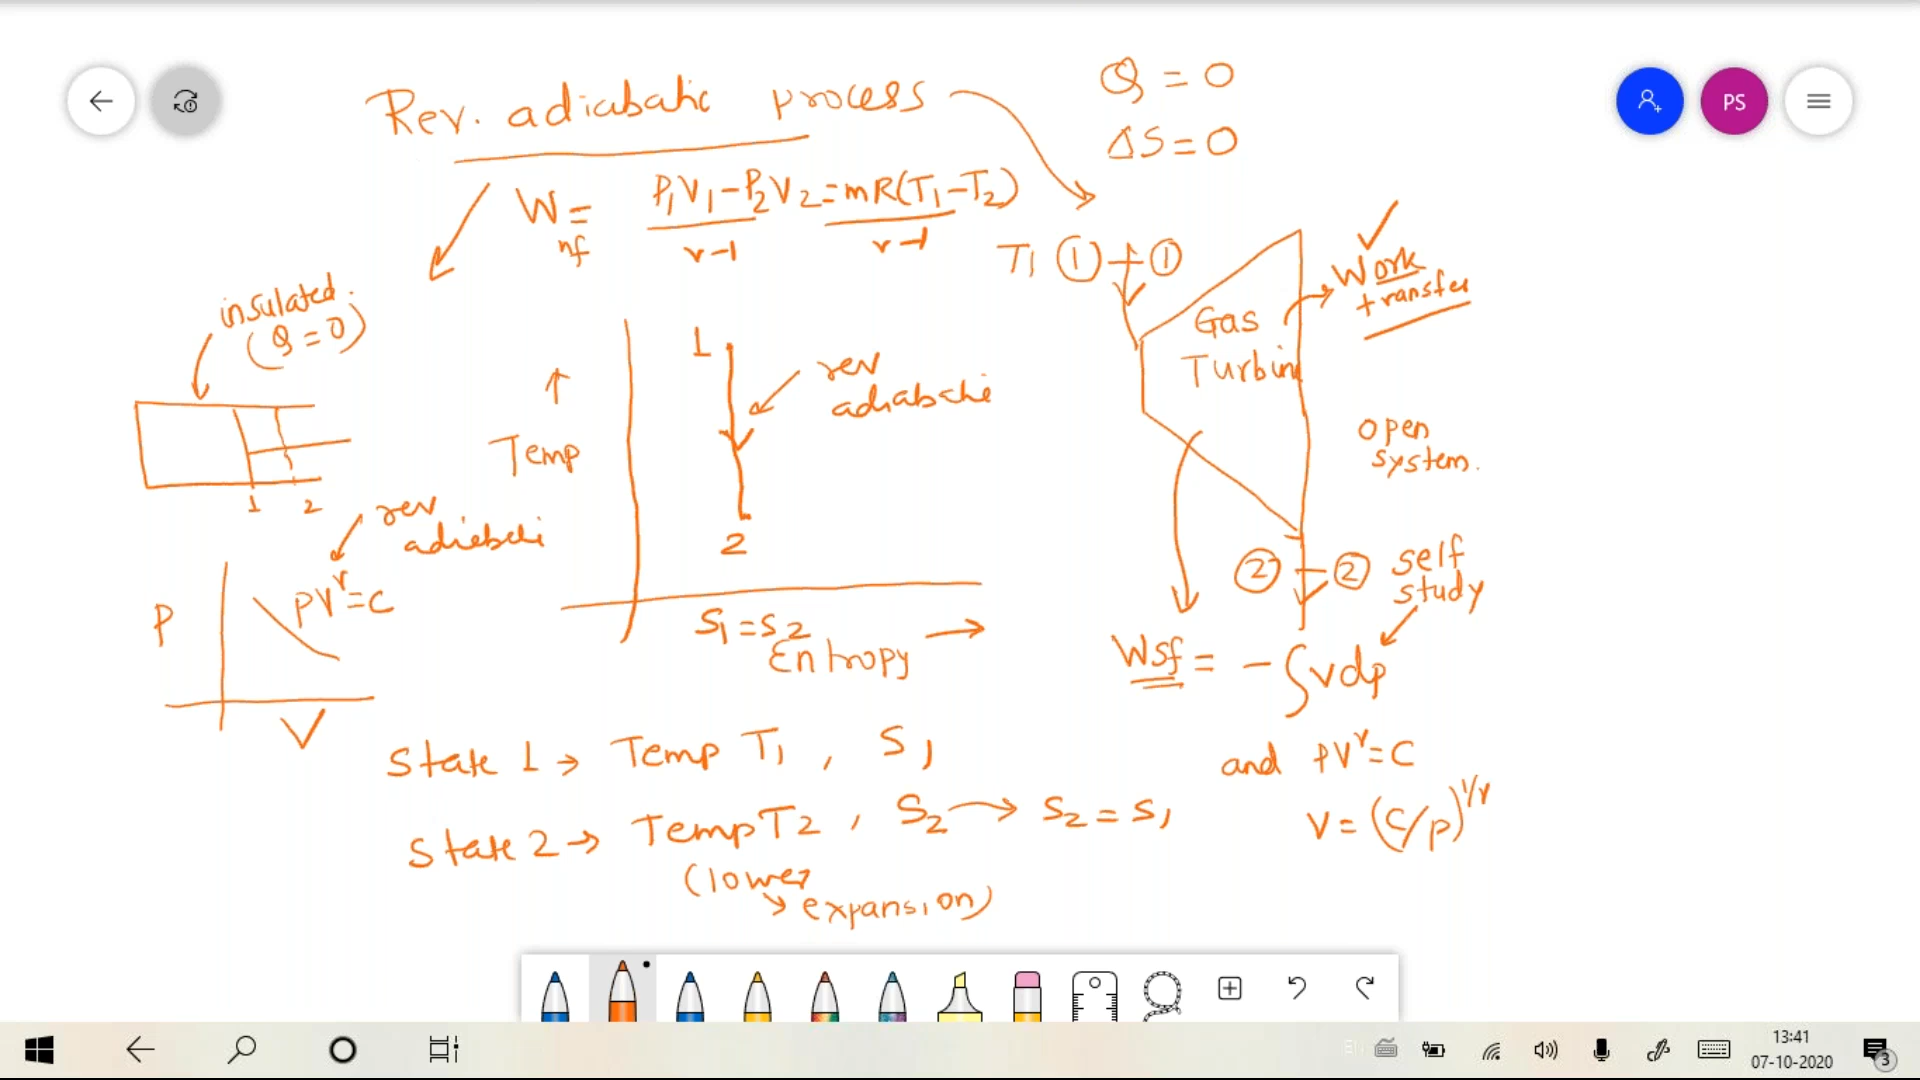 Rev. adiabatic process
Q = 0
ΔS = 0
PS
W nf = P1V1 - P2V2 / r-1 = mR(T1-T2) / r-1
insulated.
(Q = 0)
1 2
rev
adiabatic
P
PV^r = C
V
↑
Temp
1
2
rev
adiabatic
S1 = S2
Entropy →
T1 ① ①
Gas
Turbine
Work
transfer
open
system.
② ②
self
study
Wsf = - ∫vdp
and PV^r = C
V = (C/p)^1/r
State 1 → Temp T1 , S1
State 2 → Temp T2 , S2 → S2 = S1
(lower
→ expansion)
13:41
07-10-2020
3